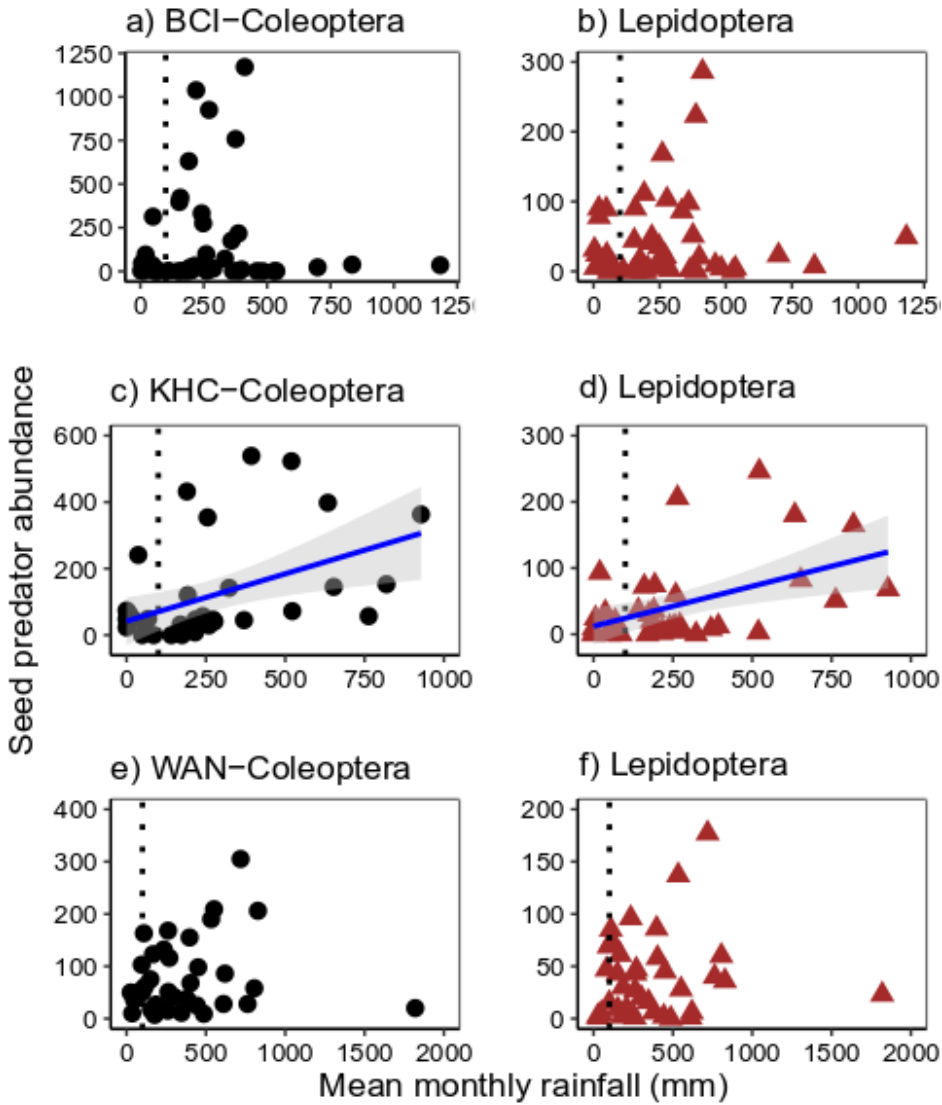 a) BCI−Coleoptera
b) Lepidoptera
1250
1000
750
500
250
0
0 250 500 750 1000 125
300
200
100
0
0 250 500 750 1000 1250
Seed predator abundance
c) KHC−Coleoptera
d) Lepidoptera
600
400
200
0
0 250 500 750 1000
300
200
100
0
0 250 500 750 1000
e) WAN−Coleoptera
f) Lepidoptera
400
300
200
100
0
0 500 1000 1500 2000
200
150
100
50
0
0 500 1000 1500 2000
Mean monthly rainfall (mm)